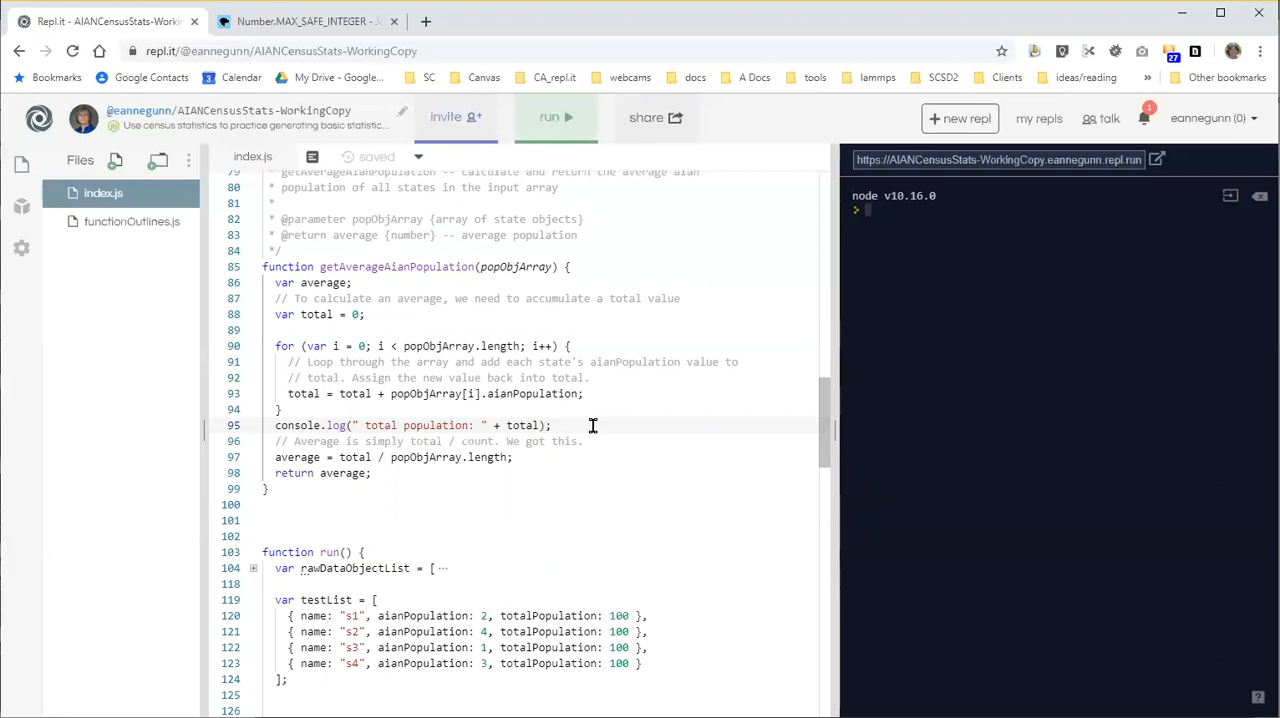 Repl.it - AIANCensusStats-Working
Number.MAX_SAFE_INTEGER - J
repl.it/@eannegunn/AIANCensusStats-WorkingCopy
27
Bookmarks Google Contacts Calendar My Drive - Google... SC Canvas CA_repl.it webcams docs A Docs tools lammps SCSD2 Clients ideas/reading » Other bookmarks
@eannegunn/AIANCensusStats-WorkingCopy
Use census statistics to practice generating basic statistic...
invite run share + new repl my repls talk 1 eannegunn (0)
Files
index.js
functionOutlines.js
index.js saved
79 * getAverageAianPopulation -- calculate and return the average aian
80 * population of all states in the input array
81 *
82 * @parameter popObjArray {array of state objects}
83 * @return average {number} -- average population
84 */
85 function getAverageAianPopulation(popObjArray) {
86 var average;
87 // To calculate an average, we need to accumulate a total value
88 var total = 0;
89
90 for (var i = 0; i < popObjArray.length; i++) {
91 // Loop through the array and add each state's aianPopulation value to
92 // total. Assign the new value back into total.
93 total = total + popObjArray[i].aianPopulation;
94 }
95 console.log(" total population: " + total);
96 // Average is simply total / count. We got this.
97 average = total / popObjArray.length;
98 return average;
99 }
100
101
102
103 function run() {
104 var rawDataObjectList = [ ...
118
119 var testList = [
120 { name: "s1", aianPopulation: 2, totalPopulation: 100 },
121 { name: "s2", aianPopulation: 4, totalPopulation: 100 },
122 { name: "s3", aianPopulation: 1, totalPopulation: 100 },
123 { name: "s4", aianPopulation: 3, totalPopulation: 100 }
124 ];
125
126
https://AIANCensusStats-WorkingCopy.eannegunn.repl.run
node v10.16.0
>
?